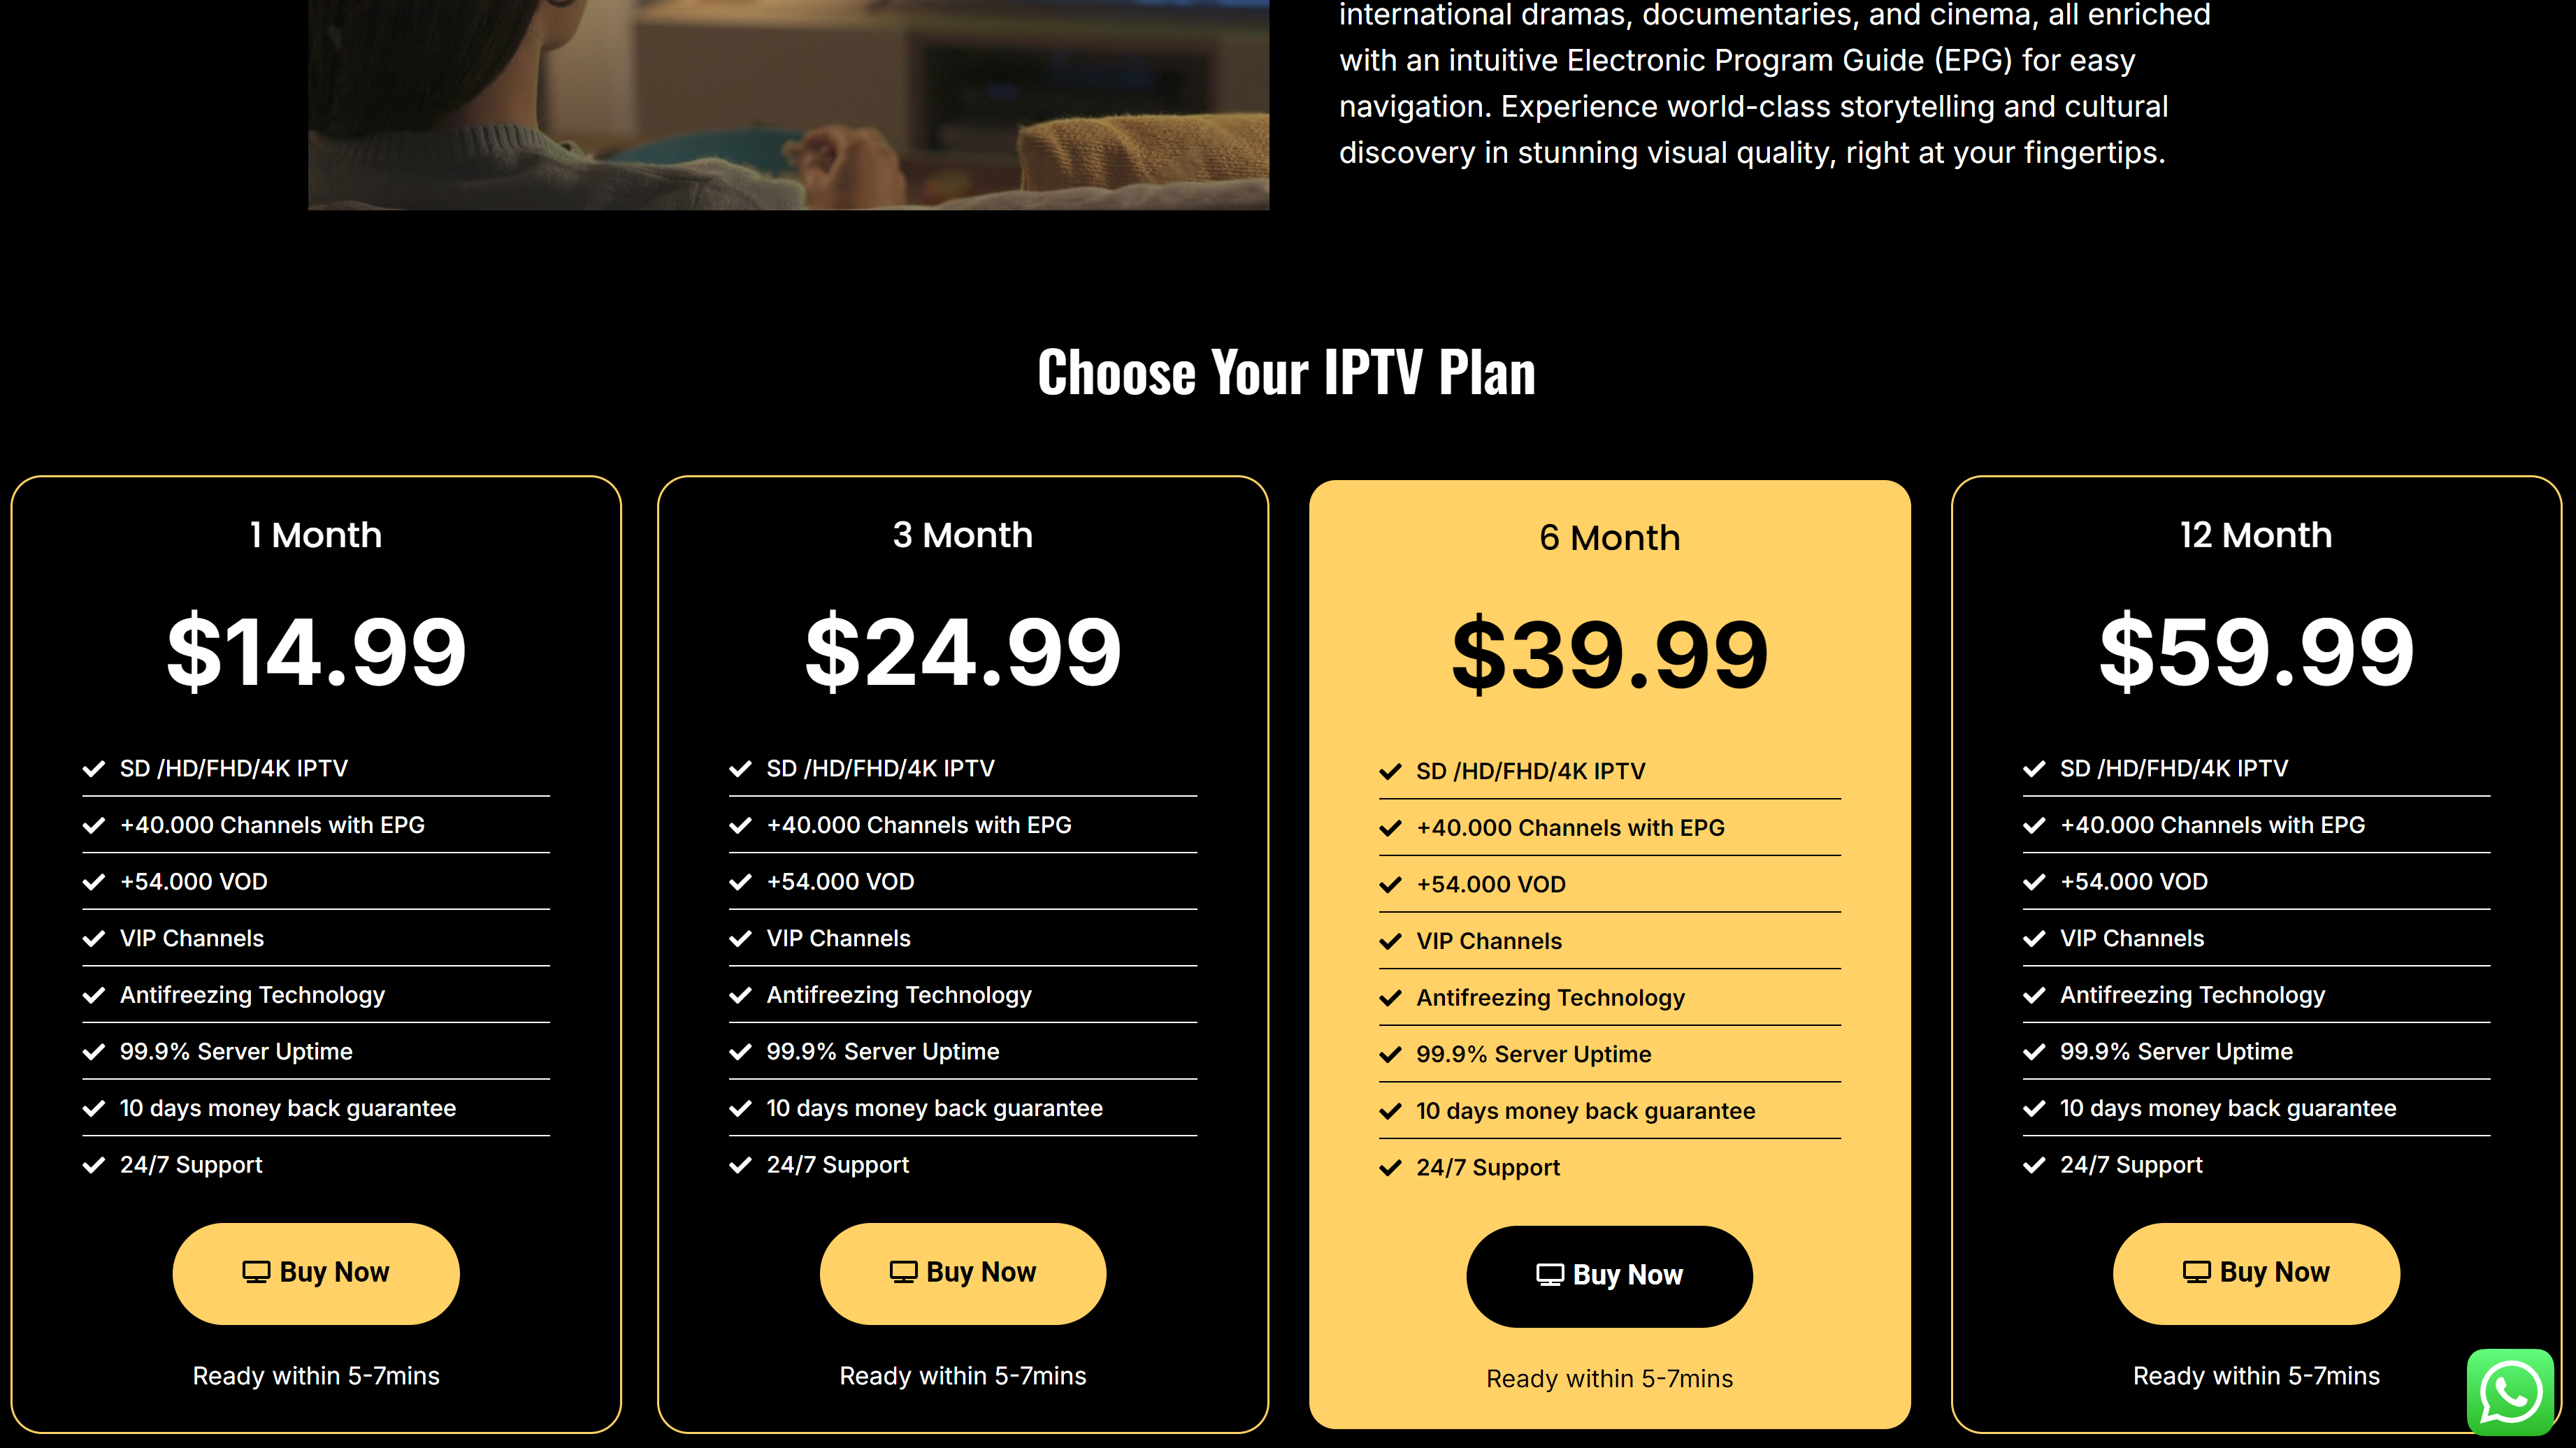 international dramas, documentaries, and cinema, all enriched
with an intuitive Electronic Program Guide (EPG) for easy
navigation. Experience world-class storytelling and cultural
discovery in stunning visual quality, right at your fingertips.
Choose Your IPTV Plan
1 Month
$14.99
SD /HD/FHD/4K IPTV
+40.000 Channels with EPG
+54.000 VOD
VIP Channels
Antifreezing Technology
99.9% Server Uptime
10 days money back guarantee
24/7 Support
Buy Now
Ready within 5-7mins
3 Month
$24.99
SD /HD/FHD/4K IPTV
+40.000 Channels with EPG
+54.000 VOD
VIP Channels
Antifreezing Technology
99.9% Server Uptime
10 days money back guarantee
24/7 Support
Buy Now
Ready within 5-7mins
6 Month
$39.99
SD /HD/FHD/4K IPTV
+40.000 Channels with EPG
+54.000 VOD
VIP Channels
Antifreezing Technology
99.9% Server Uptime
10 days money back guarantee
24/7 Support
Buy Now
Ready within 5-7mins
12 Month
$59.99
SD /HD/FHD/4K IPTV
+40.000 Channels with EPG
+54.000 VOD
VIP Channels
Antifreezing Technology
99.9% Server Uptime
10 days money back guarantee
24/7 Support
Buy Now
Ready within 5-7mins